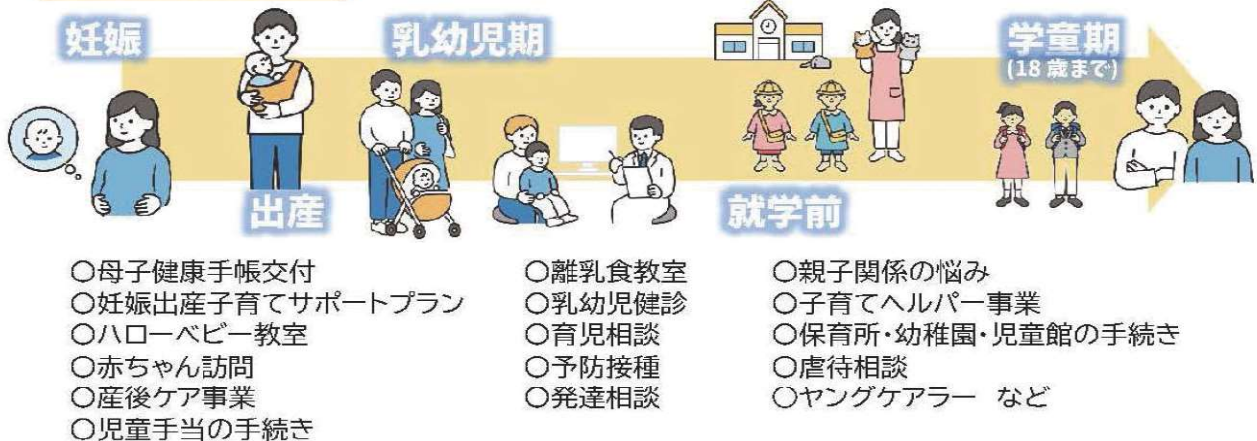 妊娠
出産
乳幼児期
就学前
学童期
(18歳まで)
○母子健康手帳交付
○妊娠出産子育てサポートプラン
○ハローベビー教室
○赤ちゃん訪問
○産後ケア事業
○児童手当の手続き
○離乳食教室
○乳幼児健診
○育児相談
○予防接種
○発達相談
○親子関係の悩み
○子育てヘルパー事業
○保育所・幼稚園・児童館の手続き
○虐待相談
○ヤングケアラー など